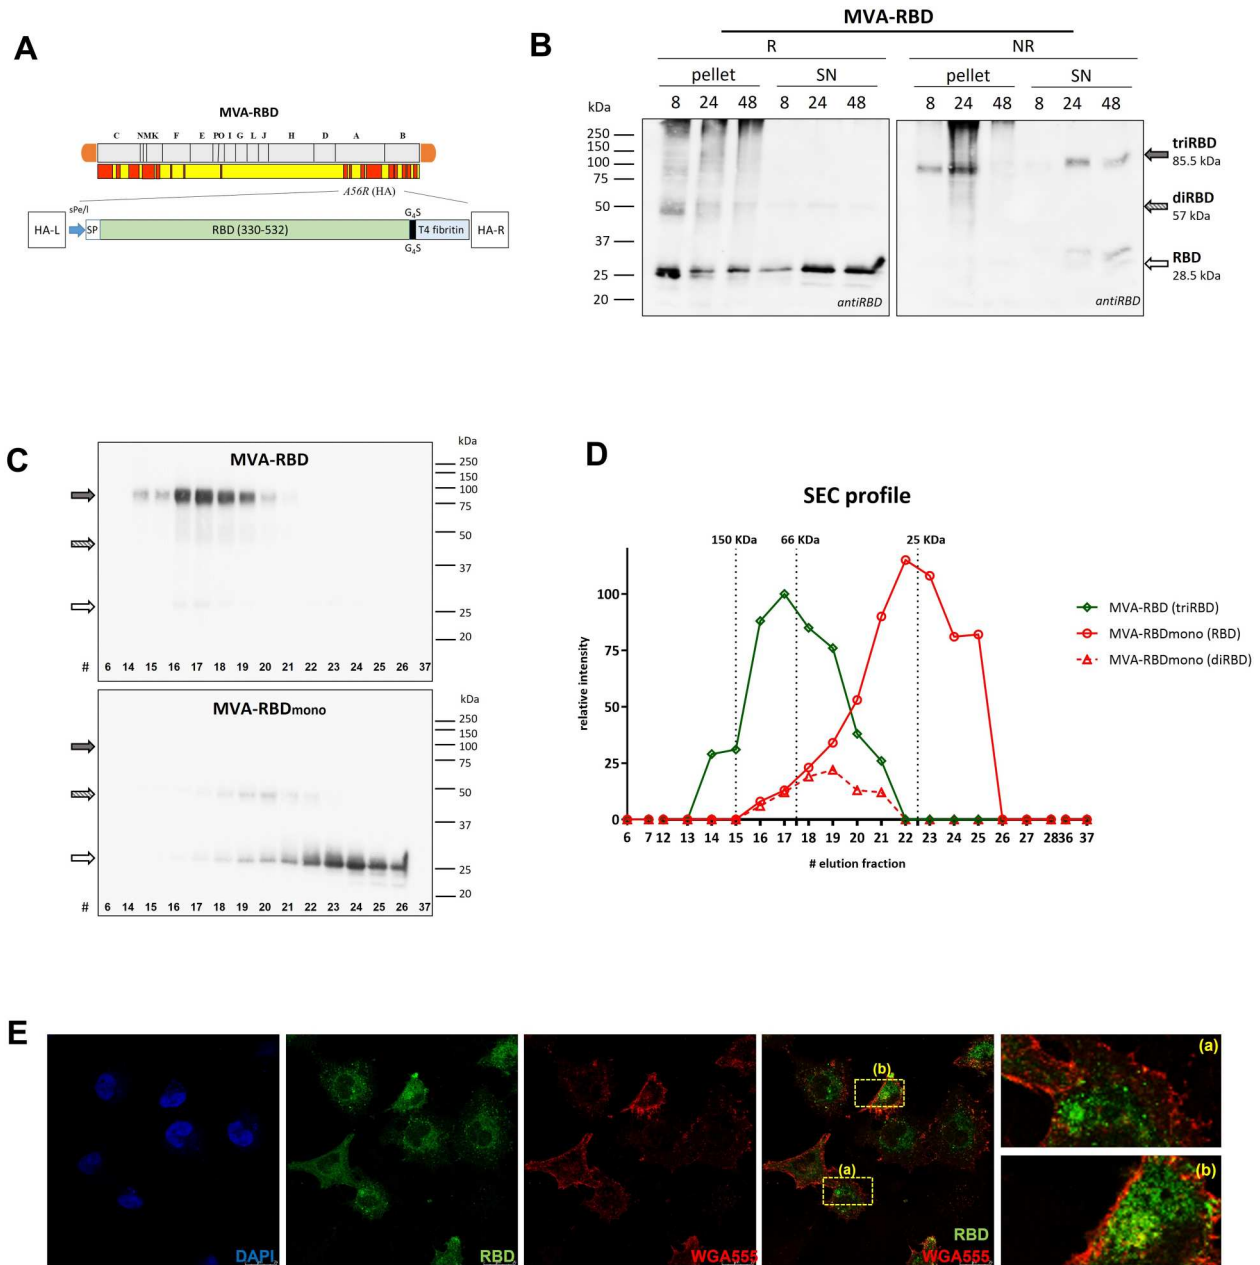 A
MVA-RBD
C NMK F E PO I G L J H D A B
A56R (HA)
sPe/l
HA-L SP RBD (330-532) G4S T4 fibritin HA-R
G4S
B
MVA-RBD
R NR
pellet SN pellet SN
8 24 48 8 24 48 8 24 48 8 24 48
kDa
250
150
100
75
50
37
25
20
antiRBD
antiRBD
triRBD
85.5 kDa
diRBD
57 kDa
RBD
28.5 kDa
C
MVA-RBD
kDa
250
150
100
75
50
37
25
20
# 6 14 15 16 17 18 19 20 21 22 23 24 25 26 37
MVA-RBDmono
kDa
250
150
100
75
50
37
25
20
# 6 14 15 16 17 18 19 20 21 22 23 24 25 26 37
D
SEC profile
150 KDa 66 KDa 25 KDa
relative intensity
100
75
50
25
0
6 7 12 13 14 15 16 17 18 19 20 21 22 23 24 25 26 27 28 36 37
# elution fraction
MVA-RBD (triRBD)
MVA-RBDmono (RBD)
MVA-RBDmono (diRBD)
E
DAPI
RBD
WGA555
(b)
(a)
RBD
WGA555
(a)
(b)